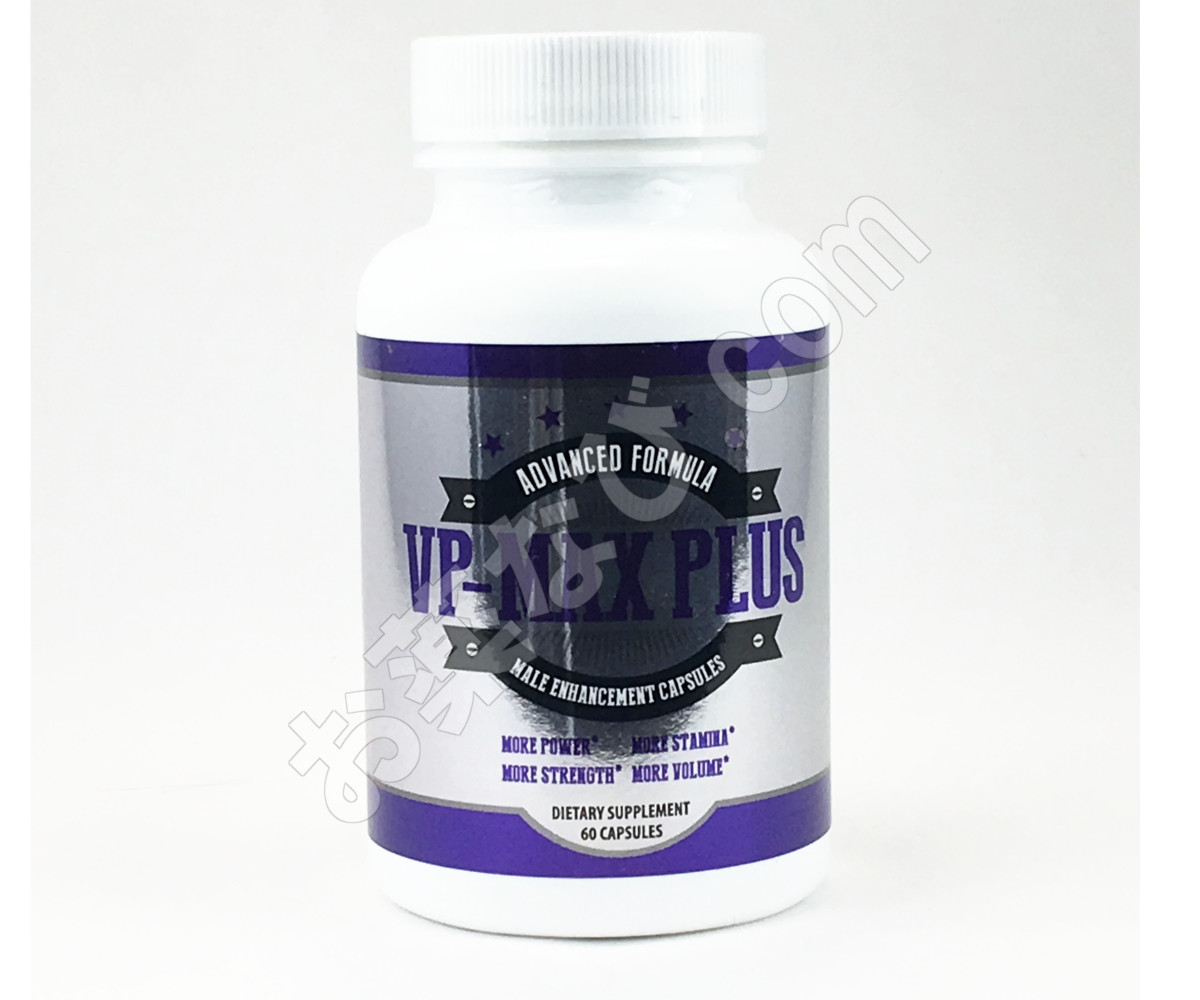 ADVANCED FORMULA
VP-MAX PLUS
MALE ENHANCEMENT CAPSULES
MORE POWER* MORE STAMINA*
MORE STRENGTH* MORE VOLUME*
DIETARY SUPPLEMENT
60 CAPSULES
お薬なび.com